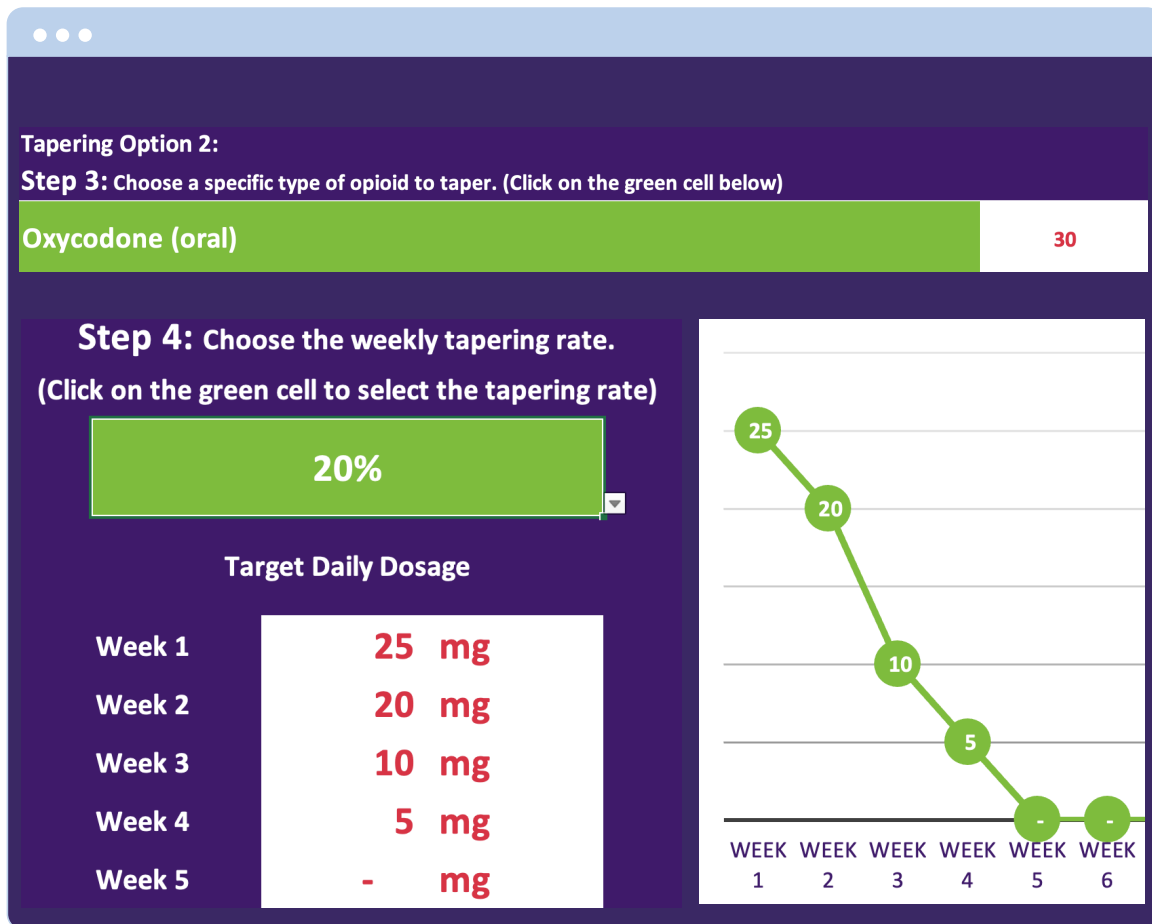 Tapering Option 2:
Step 3: Choose a specific type of opioid to taper. (Click on the green cell below)
Oxycodone (oral) 30
Step 4: Choose the weekly tapering rate.
(Click on the green cell to select the tapering rate)
20%
Target Daily Dosage
Week 1 25 mg
Week 2 20 mg
Week 3 10 mg
Week 4 5 mg
Week 5 - mg
25
20
10
5
- -
WEEK WEEK WEEK WEEK WEEK WEEK
1 2 3 4 5 6